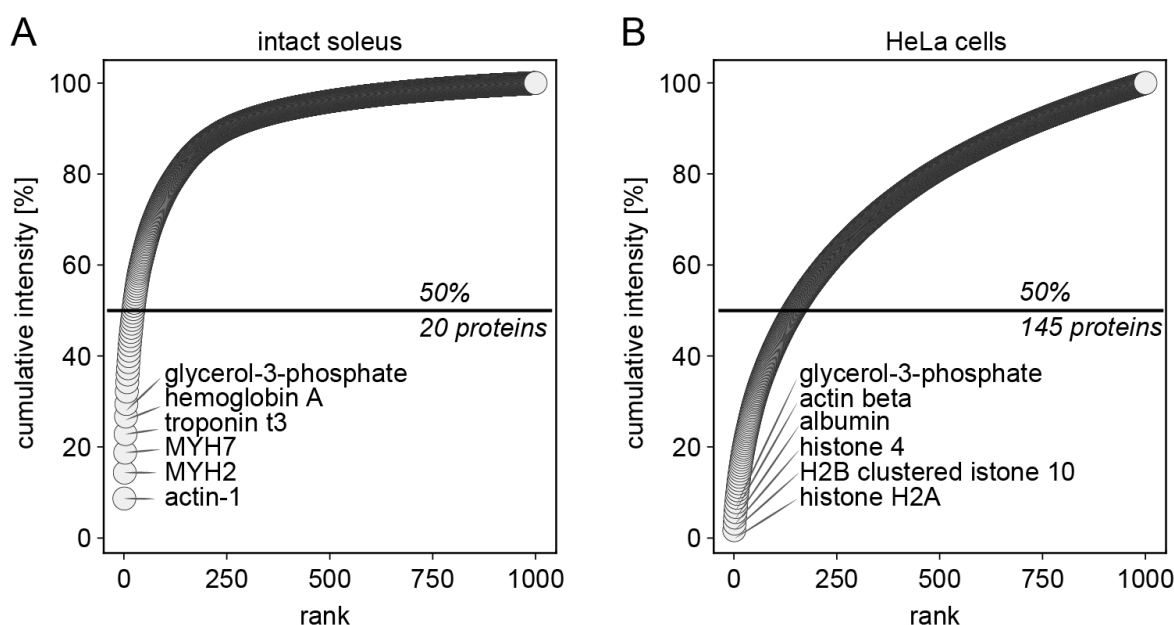 A
intact soleus
cumulative intensity [%]
100
80
60
40
20
0
50%
20 proteins
glycerol-3-phosphate
hemoglobin A
troponin t3
MYH7
MYH2
actin-1
0 250 500 750 1000
rank
B
HeLa cells
cumulative intensity [%]
100
80
60
40
20
0
50%
145 proteins
glycerol-3-phosphate
actin beta
albumin
histone 4
H2B clustered istone 10
histone H2A
0 250 500 750 1000
rank